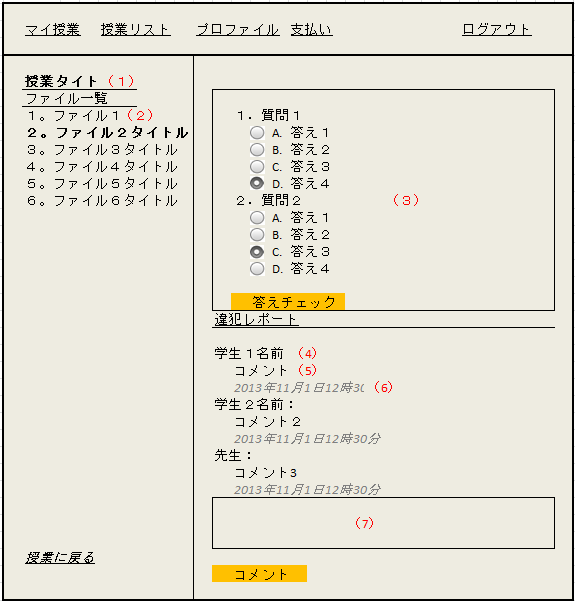 マイ授業 授業リスト プロファイル 支払い ログアウト
授業タイト（１）
ファイル一覧
１。ファイル１（２）
２。ファイル２タイトル
３。ファイル３タイトル
４。ファイル４タイトル
５。ファイル５タイトル
６。ファイル６タイトル
授業に戻る
１．質問１
A. 答え１
B. 答え２
C. 答え３
D. 答え４
２．質問２ （３）
A. 答え１
B. 答え２
C. 答え３
D. 答え４
答えチェック
違犯レポート
学生１名前 （4）
コメント （5）
2013年11月1日12時30 （6）
学生２名前：
コメント２
2013年11月1日12時30分
先生：
コメント3
2013年11月1日12時30分
（7）
コメント